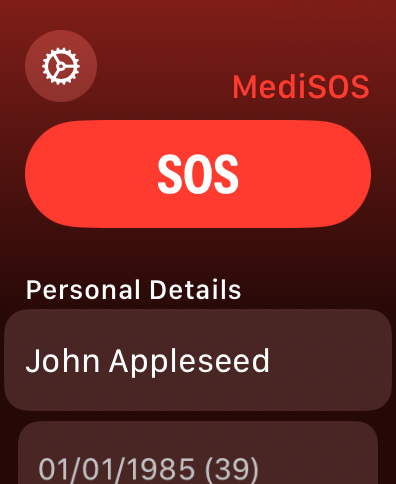 MediSOS
SOS
Personal Details
John Appleseed
01/01/1985 (39)